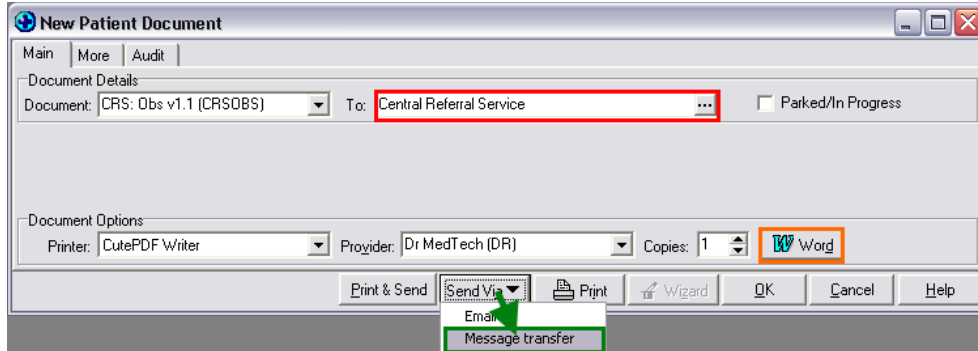 New Patient Document
Main More Audit
Document Details
Document: CRS: Obs v1.1 (CRSOBS) To: Central Referral Service ... Parked/In Progress
Document Options
Printer: CutePDF Writer Provider: Dr MedTech (DR) Copies: 1 W Word
Print & Send Send Via Print Wizard OK Cancel Help
Email
Message transfer